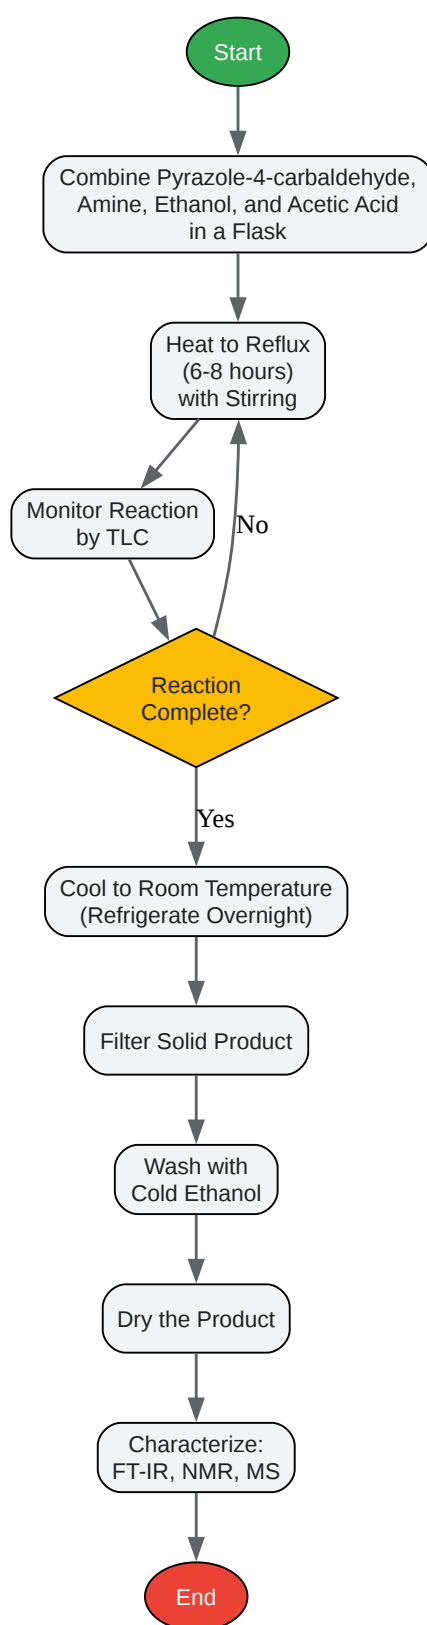 Start
Combine Pyrazole-4-carbaldehyde,
Amine, Ethanol, and Acetic Acid
in a Flask
Heat to Reflux
(6-8 hours)
with Stirring
Monitor Reaction
by TLC
No
Reaction
Complete?
Yes
Cool to Room Temperature
(Refrigerate Overnight)
Filter Solid Product
Wash with
Cold Ethanol
Dry the Product
Characterize:
FT-IR, NMR, MS
End